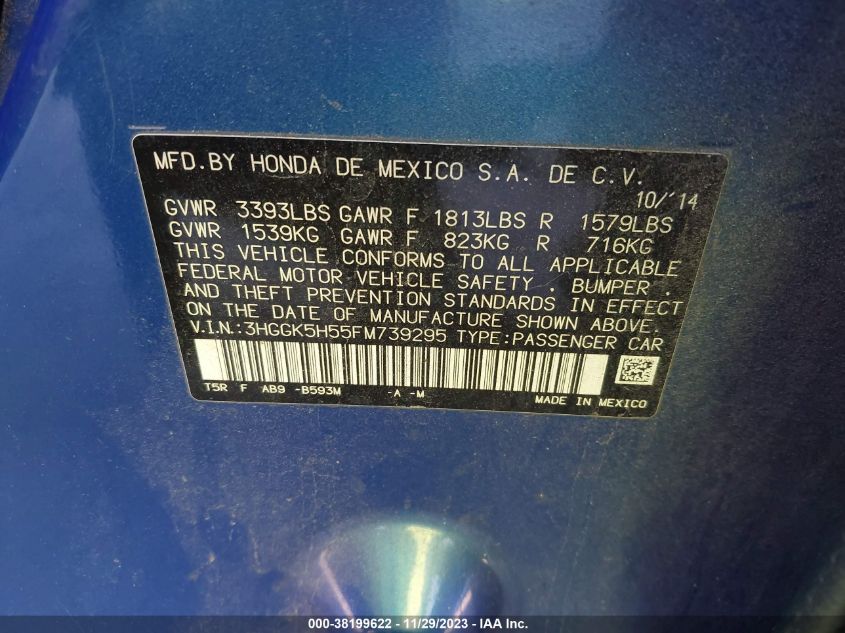 MFD.BY HONDA DE MEXICO S.A. DE C.V.
10/'14
GVWR 3393LBS GAWR F 1813LBS R 1579LBS
GVWR 1539KG GAWR F 823KG R 716KG
THIS VEHICLE CONFORMS TO ALL APPLICABLE
FEDERAL MOTOR VEHICLE SAFETY , BUMPER ,
AND THEFT PREVENTION STANDARDS IN EFFECT
ON THE DATE OF MANUFACTURE SHOWN ABOVE.
V.I.N.:3HGGK5H55FM739295 TYPE:PASSENGER CAR
T5R F AB9 -B593M -A -M
MADE IN MEXICO
000-38199622 - 11/29/2023 - IAA Inc.